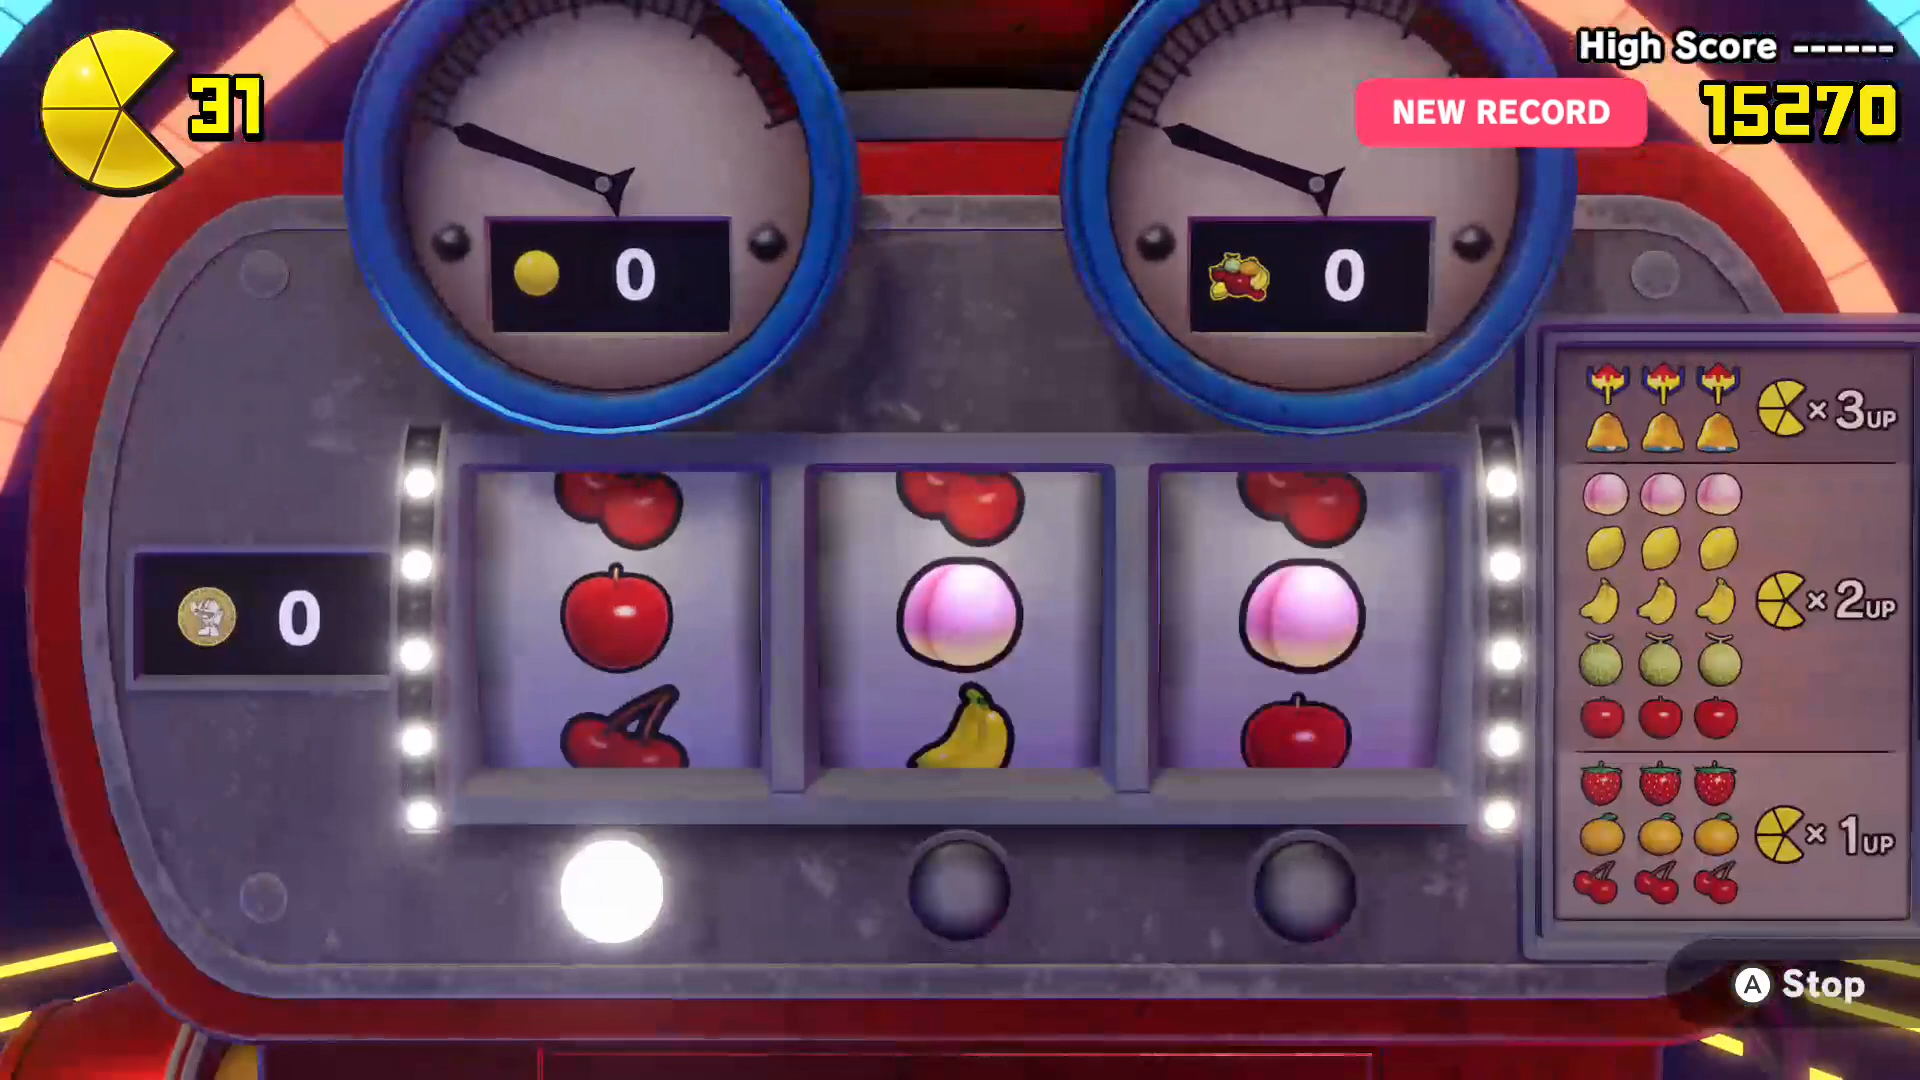 31
High Score ------
NEW RECORD
15270
0
0
0
× 3UP
× 2UP
× 1UP
A Stop